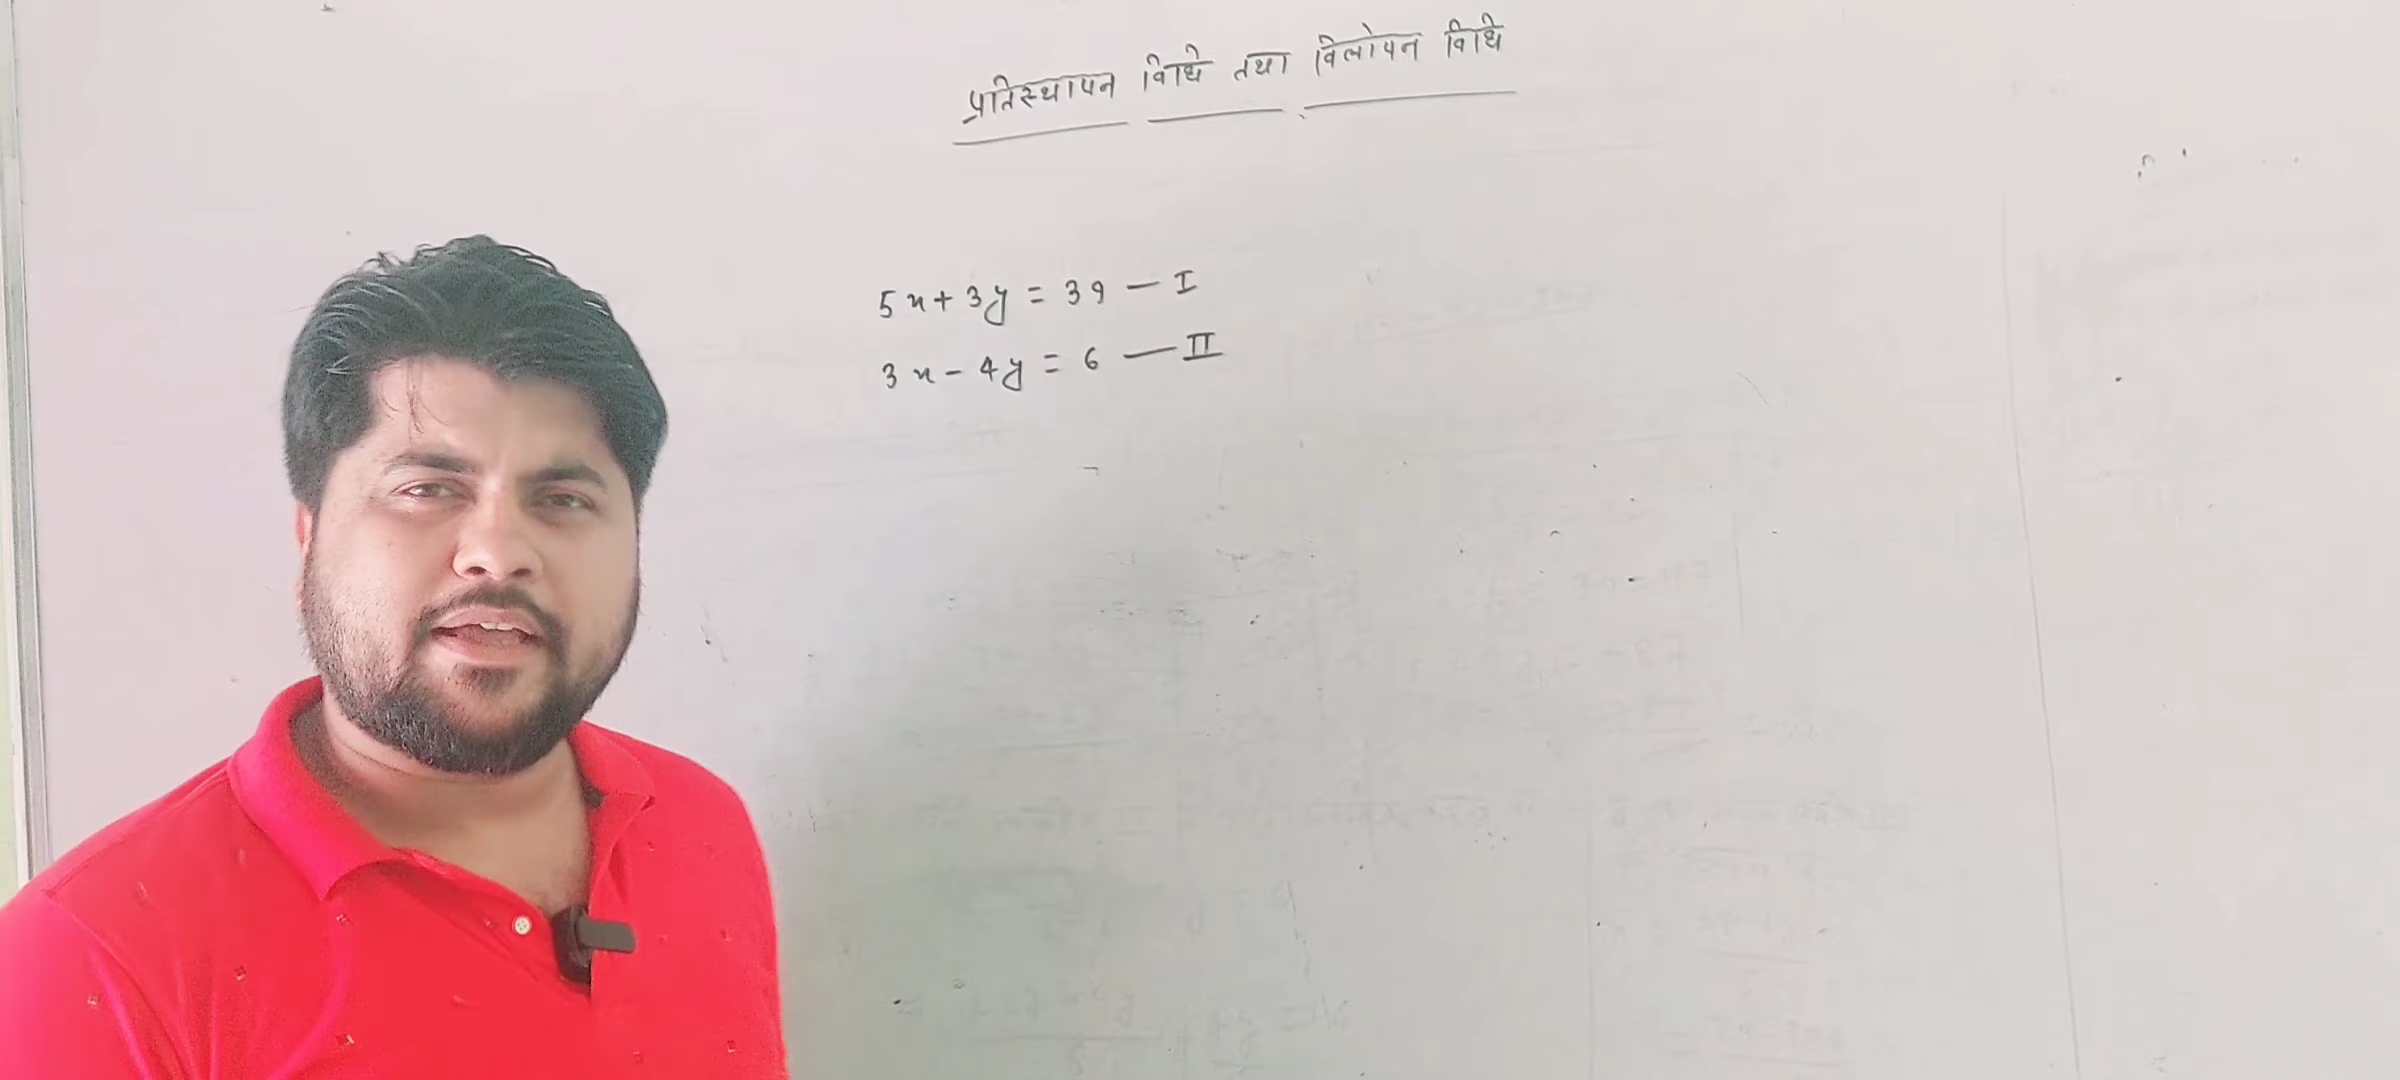 प्रतिस्थापन विधि तथा विलोपन विधि
5x + 3y = 39 — I
3x - 4y = 6 — II